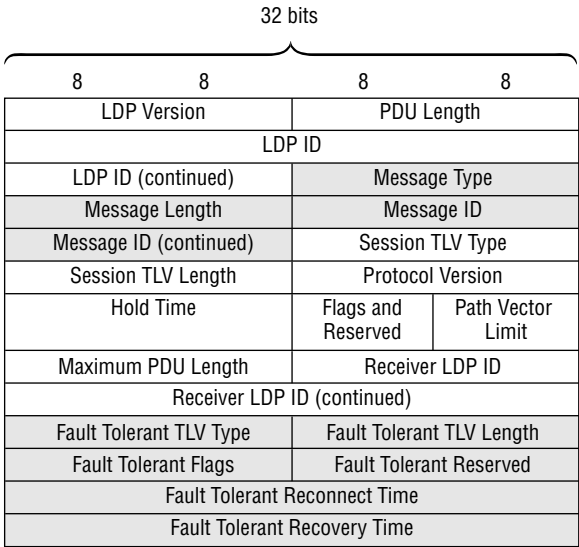 32 bits
8 8 8 8
LDP Version PDU Length
LDP ID
LDP ID (continued) Message Type
Message Length Message ID
Message ID (continued) Session TLV Type
Session TLV Length Protocol Version
Hold Time Flags and Reserved Path Vector Limit
Maximum PDU Length Receiver LDP ID
Receiver LDP ID (continued)
Fault Tolerant TLV Type Fault Tolerant TLV Length
Fault Tolerant Flags Fault Tolerant Reserved
Fault Tolerant Reconnect Time
Fault Tolerant Recovery Time